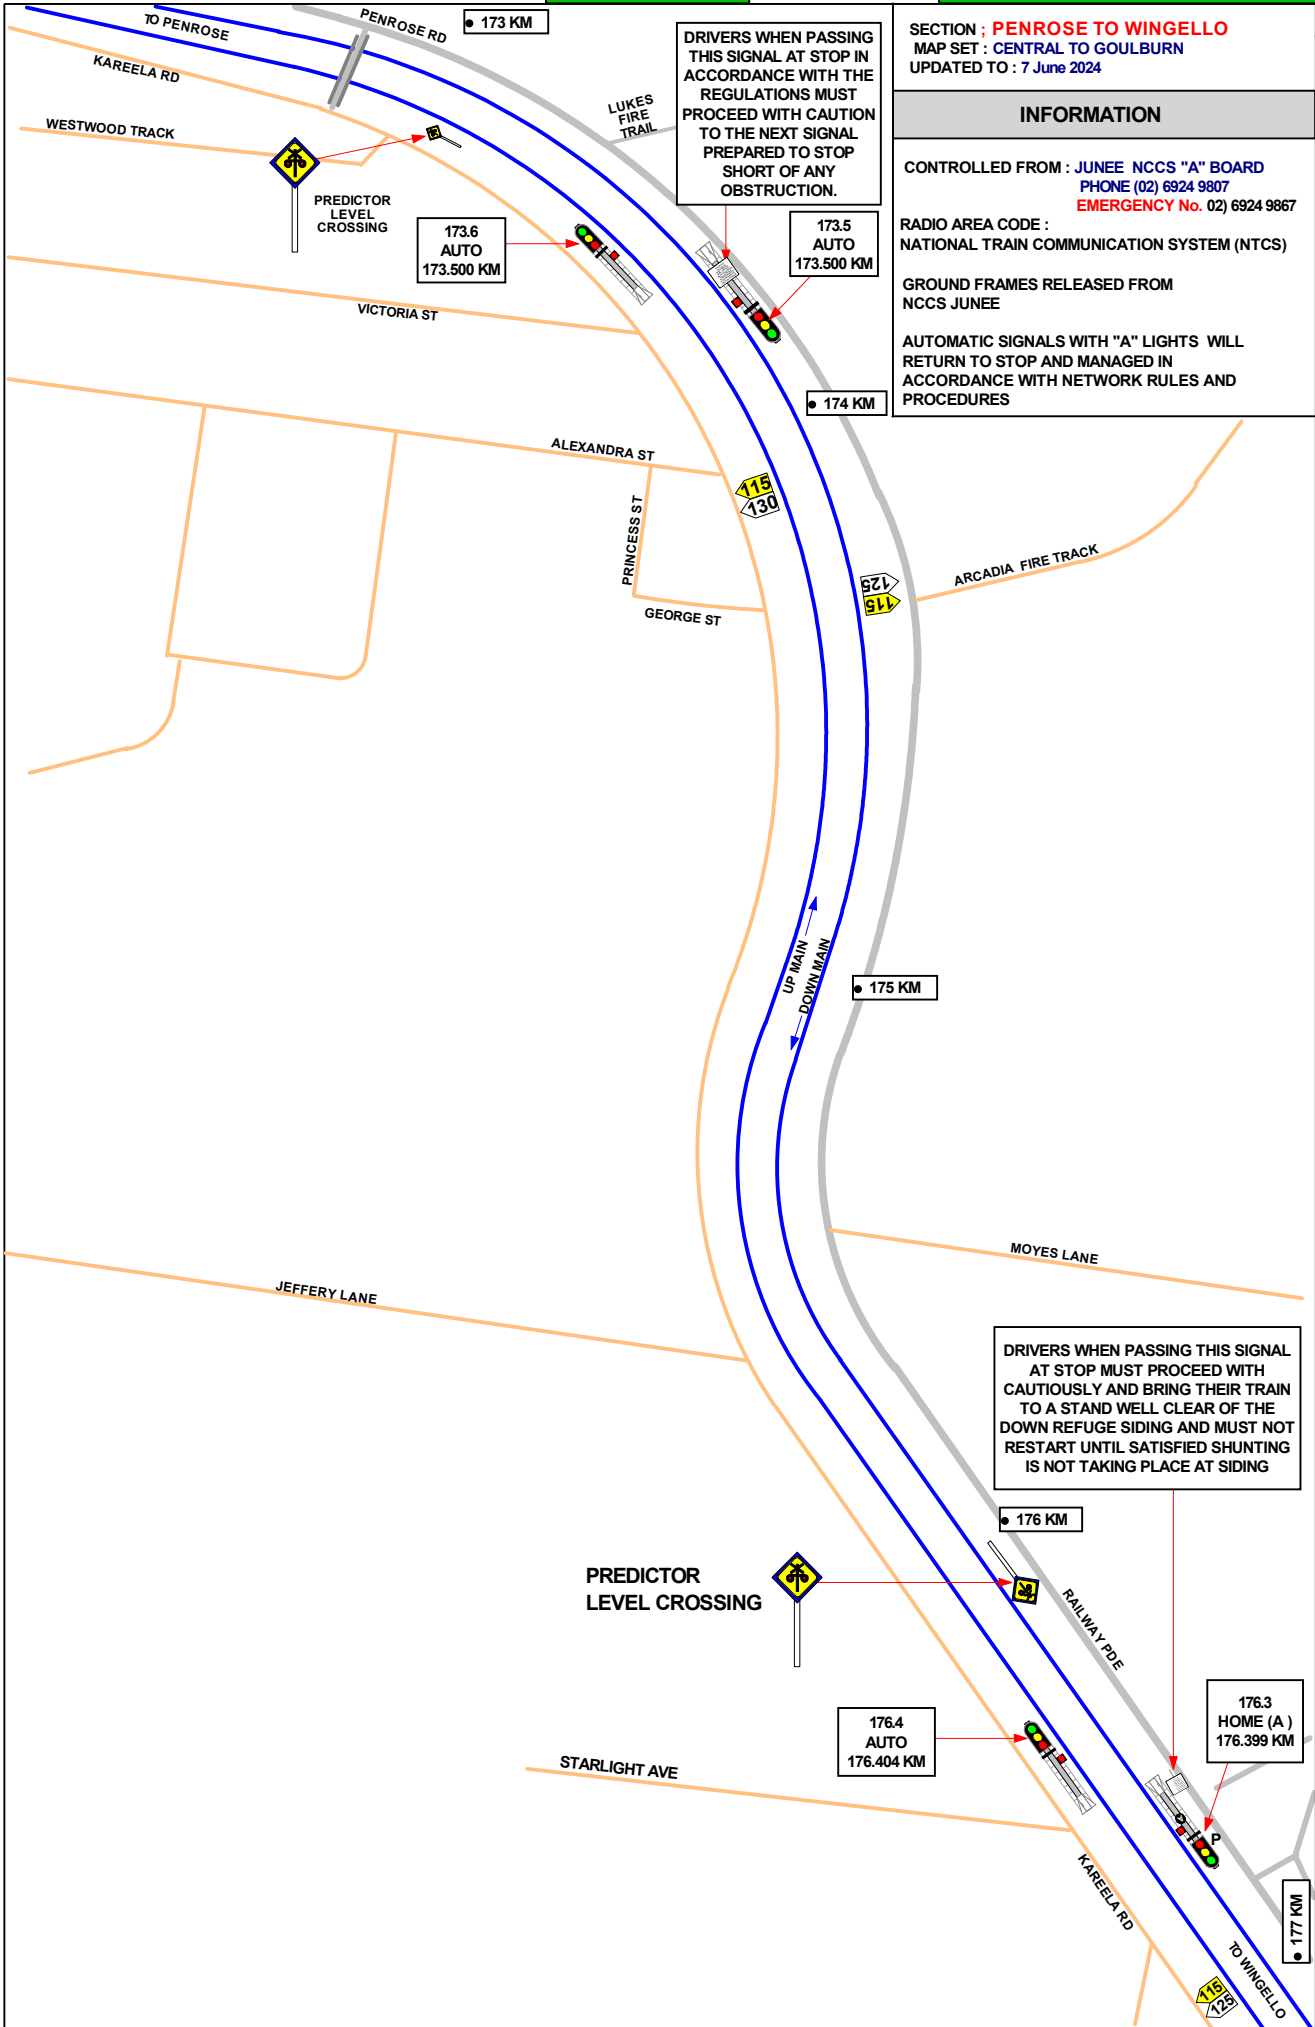 TO PENROSE
PENROSE RD
173 KM
KAREELA RD
WESTWOOD TRACK
LUKES
FIRE
TRAIL
PREDICTOR
LEVEL
CROSSING
DRIVERS WHEN PASSING
THIS SIGNAL AT STOP IN
ACCORDANCE WITH THE
REGULATIONS MUST
PROCEED WITH CAUTION
TO THE NEXT SIGNAL
PREPARED TO STOP
SHORT OF ANY
OBSTRUCTION.
SECTION ; PENROSE TO WINGELLO
MAP SET : CENTRAL TO GOULBURN
UPDATED TO : 7 June 2024
INFORMATION
CONTROLLED FROM : JUNEE NCCS "A" BOARD
PHONE (02) 6924 9807
EMERGENCY No. 02) 6924 9867
RADIO AREA CODE :
NATIONAL TRAIN COMMUNICATION SYSTEM (NTCS)
GROUND FRAMES RELEASED FROM
NCCS JUNEE
AUTOMATIC SIGNALS WITH "A" LIGHTS WILL
RETURN TO STOP AND MANAGED IN
ACCORDANCE WITH NETWORK RULES AND
PROCEDURES
173.6
AUTO
173.500 KM
173.5
AUTO
173.500 KM
VICTORIA ST
174 KM
ALEXANDRA ST
115
130
PRINCESS ST
GEORGE ST
125
115
ARCADIA FIRE TRACK
UP MAIN
DOWN MAIN
175 KM
MOYES LANE
JEFFERY LANE
DRIVERS WHEN PASSING THIS SIGNAL
AT STOP MUST PROCEED WITH
CAUTIOUSLY AND BRING THEIR TRAIN
TO A STAND WELL CLEAR OF THE
DOWN REFUGE SIDING AND MUST NOT
RESTART UNTIL SATISFIED SHUNTING
IS NOT TAKING PLACE AT SIDING
176 KM
PREDICTOR
LEVEL CROSSING
RAILWAY PDE
176.4
AUTO
176.404 KM
176.3
HOME (A )
176.399 KM
STARLIGHT AVE
P
KAREELA RD
177 KM
TO WINGELLO
115
125